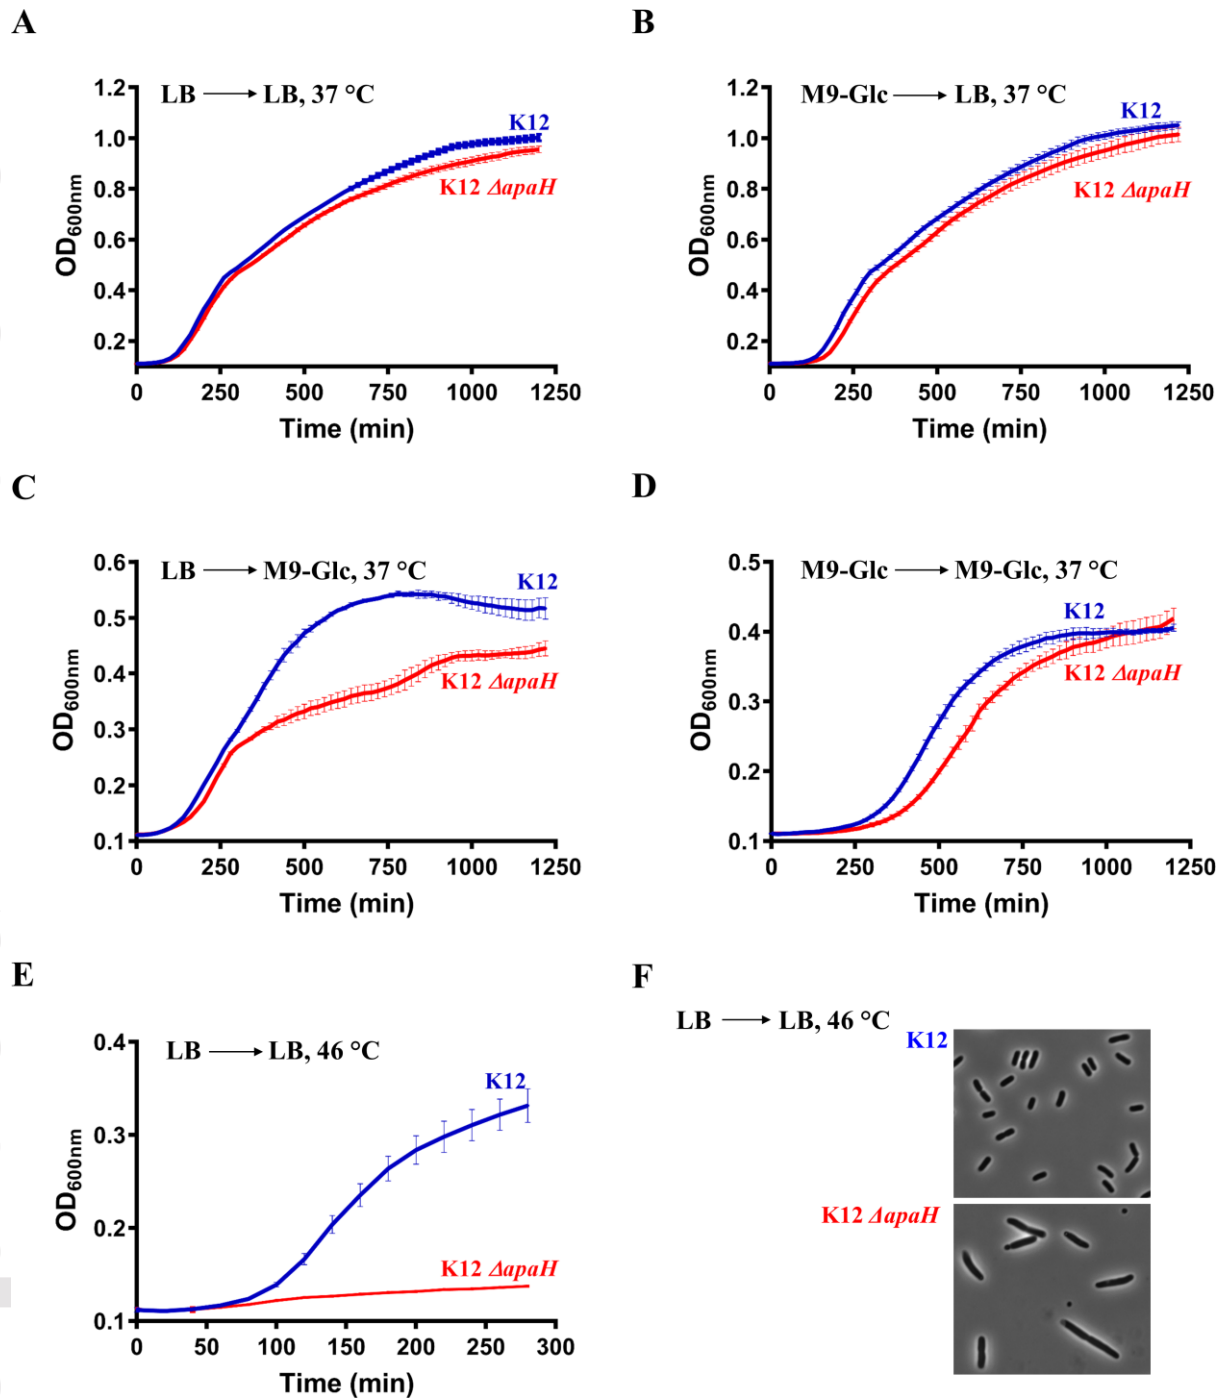 A
LB ⟶ LB, 37 °C
K12
K12 ΔapaH
OD600nm
1.2
1.0
0.8
0.6
0.4
0.2
0 250 500 750 1000 1250
Time (min)
B
M9-Glc ⟶ LB, 37 °C
K12
K12 ΔapaH
OD600nm
1.2
1.0
0.8
0.6
0.4
0.2
0 250 500 750 1000 1250
Time (min)
C
LB ⟶ M9-Glc, 37 °C
K12
K12 ΔapaH
OD600nm
0.6
0.5
0.4
0.3
0.2
0.1
0 250 500 750 1000 1250
Time (min)
D
M9-Glc ⟶ M9-Glc, 37 °C
K12
K12 ΔapaH
OD600nm
0.5
0.4
0.3
0.2
0.1
0 250 500 750 1000 1250
Time (min)
E
LB ⟶ LB, 46 °C
K12
K12 ΔapaH
OD600nm
0.4
0.3
0.2
0.1
0 50 100 150 200 250 300
Time (min)
F
LB ⟶ LB, 46 °C
K12
K12 ΔapaH